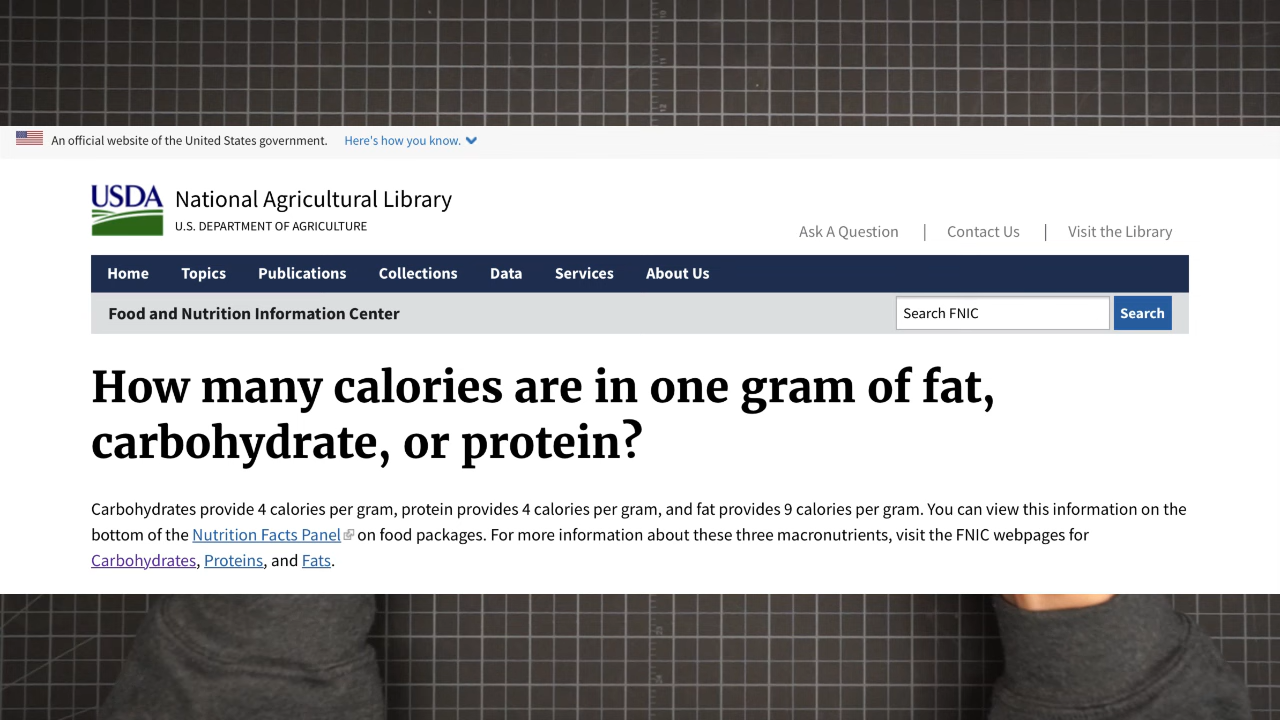 An official website of the United States government. Here's how you know.
USDA
National Agricultural Library
U.S. DEPARTMENT OF AGRICULTURE
Ask A Question | Contact Us | Visit the Library
Home Topics Publications Collections Data Services About Us
Food and Nutrition Information Center
Search FNIC Search
How many calories are in one gram of fat,
carbohydrate, or protein?
Carbohydrates provide 4 calories per gram, protein provides 4 calories per gram, and fat provides 9 calories per gram. You can view this information on the
bottom of the Nutrition Facts Panel on food packages. For more information about these three macronutrients, visit the FNIC webpages for
Carbohydrates, Proteins, and Fats.